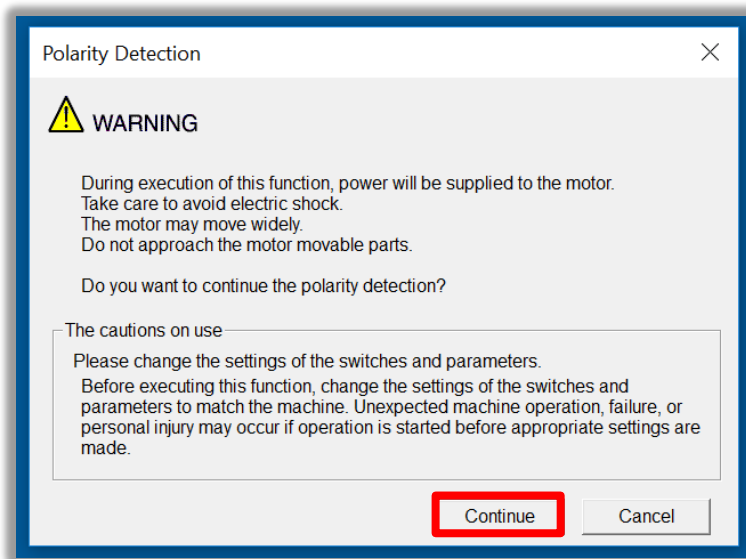 Polarity Detection
WARNING
During execution of this function, power will be supplied to the motor.
Take care to avoid electric shock.
The motor may move widely.
Do not approach the motor movable parts.
Do you want to continue the polarity detection?
The cautions on use
Please change the settings of the switches and parameters.
Before executing this function, change the settings of the switches and
parameters to match the machine. Unexpected machine operation, failure, or
personal injury may occur if operation is started before appropriate settings are
made.
Continue Cancel